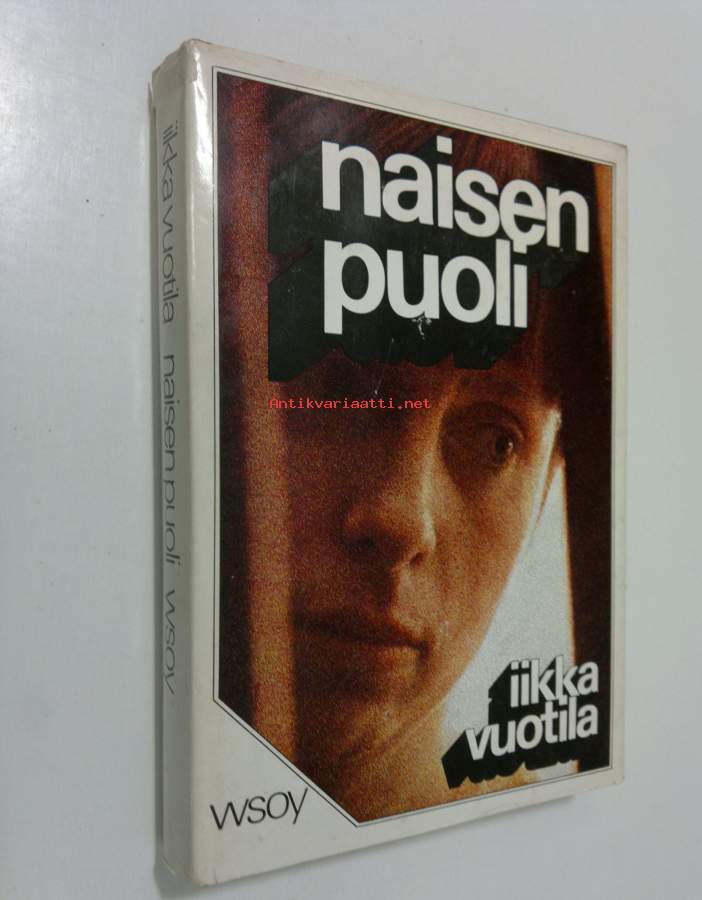 naisen
puoli
Antikvariaatti.net
iikka
vuotila
wsoy
iikka vuotila naisen puoli wsoy